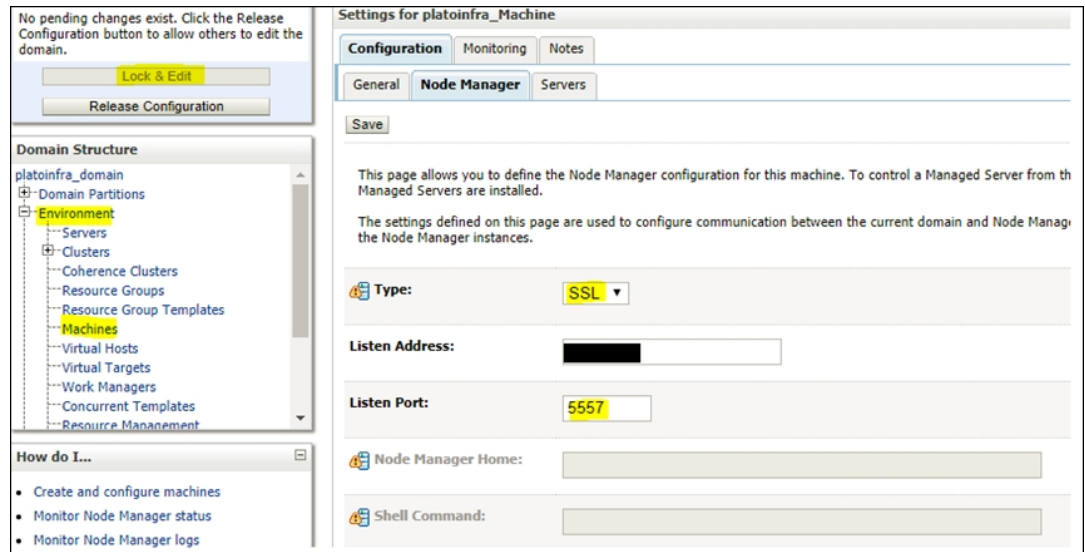 No pending changes exist. Click the Release
Configuration button to allow others to edit the
domain.
Lock & Edit
Release Configuration
Domain Structure
platoinfra_domain
Domain Partitions
Environment
Servers
Clusters
Coherence Clusters
Resource Groups
Resource Group Templates
Machines
Virtual Hosts
Virtual Targets
Work Managers
Concurrent Templates
Resource Management
How do I...
Create and configure machines
Monitor Node Manager status
Monitor Node Manager logs
Settings for platoinfra_Machine
Configuration Monitoring Notes
General Node Manager Servers
Save
This page allows you to define the Node Manager configuration for this machine. To control a Managed Server from th
Managed Servers are installed.
The settings defined on this page are used to configure communication between the current domain and Node Manage
the Node Manager instances.
Type: SSL
Listen Address:
Listen Port: 5557
Node Manager Home:
Shell Command: